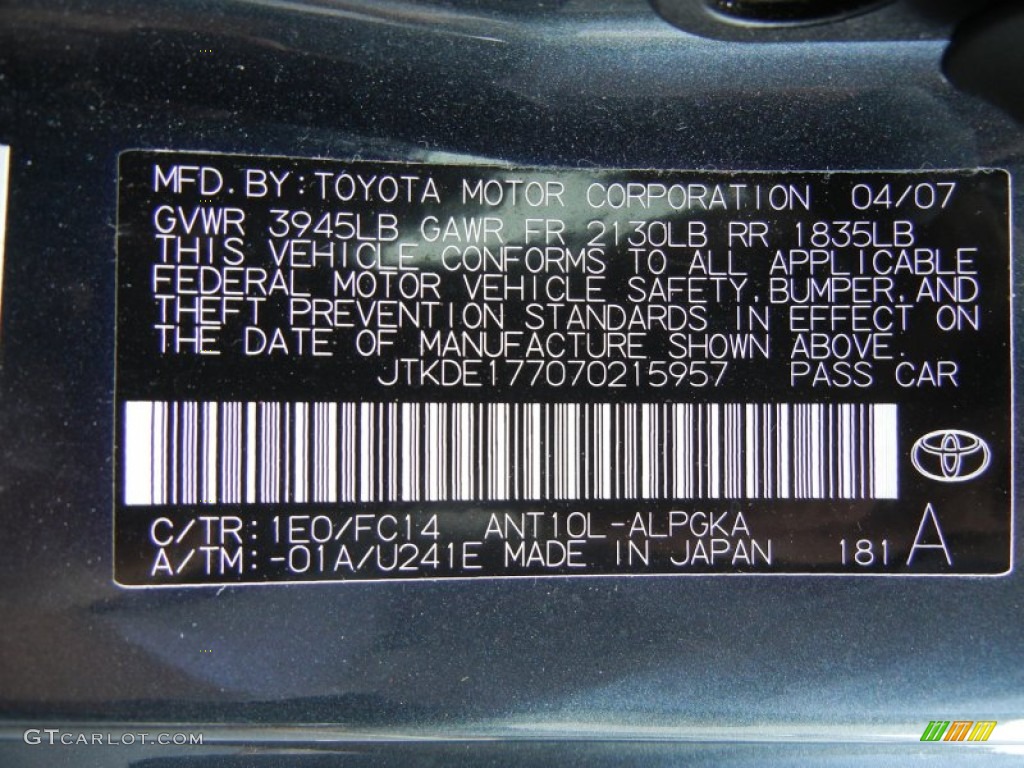 MFD. BY: TOYOTA MOTOR CORPORATION 04/07
GVWR 3945LB GAWR FR 2130LB RR 1835LB
THIS VEHICLE CONFORMS TO ALL APPLICABLE
FEDERAL MOTOR VEHICLE SAFETY, BUMPER, AND
THEFT PREVENTION STANDARDS IN EFFECT ON
THE DATE OF MANUFACTURE SHOWN ABOVE.
JTKDE177070215957 PASS CAR
C/TR: 1E0/FC14 ANT10L-ALPGKA
A/TM: -01A/U241E MADE IN JAPAN 181 A
GTCARLOT.COM